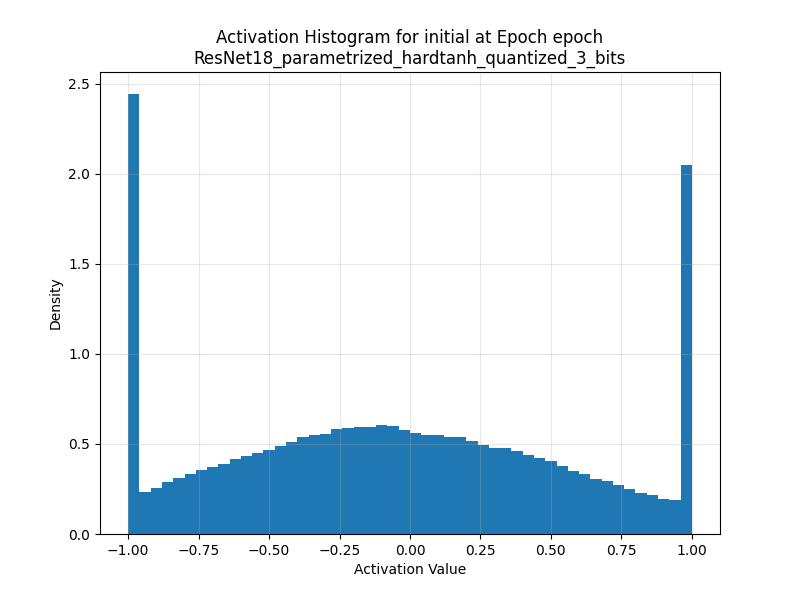 Activation Histogram for initial at Epoch epoch
ResNet18_parametrized_hardtanh_quantized_3_bits
2.5
2.0
1.5
1.0
0.5
0.0
Density
−1.00 −0.75 −0.50 −0.25 0.00 0.25 0.50 0.75 1.00
Activation Value